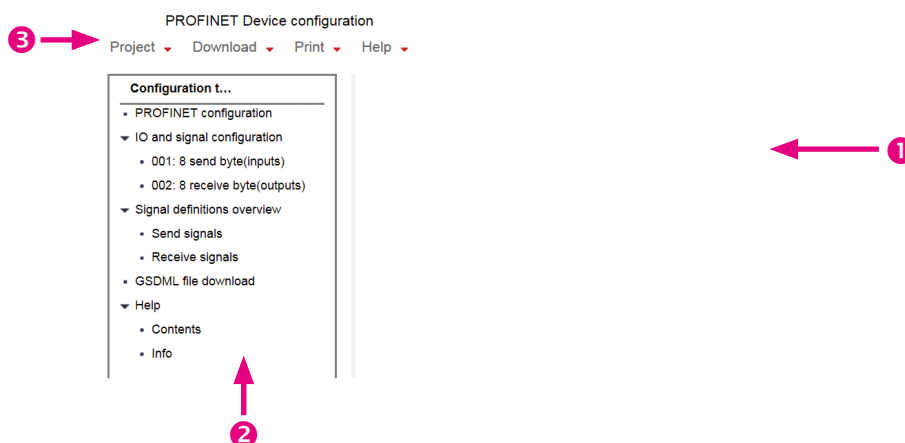 PROFINET Device configuration
3
Project Download Print Help
Configuration t...
PROFINET configuration
IO and signal configuration
001: 8 send byte(inputs)
002: 8 receive byte(outputs)
1
Signal definitions overview
Send signals
Receive signals
GSDML file download
Help
Contents
Info
2